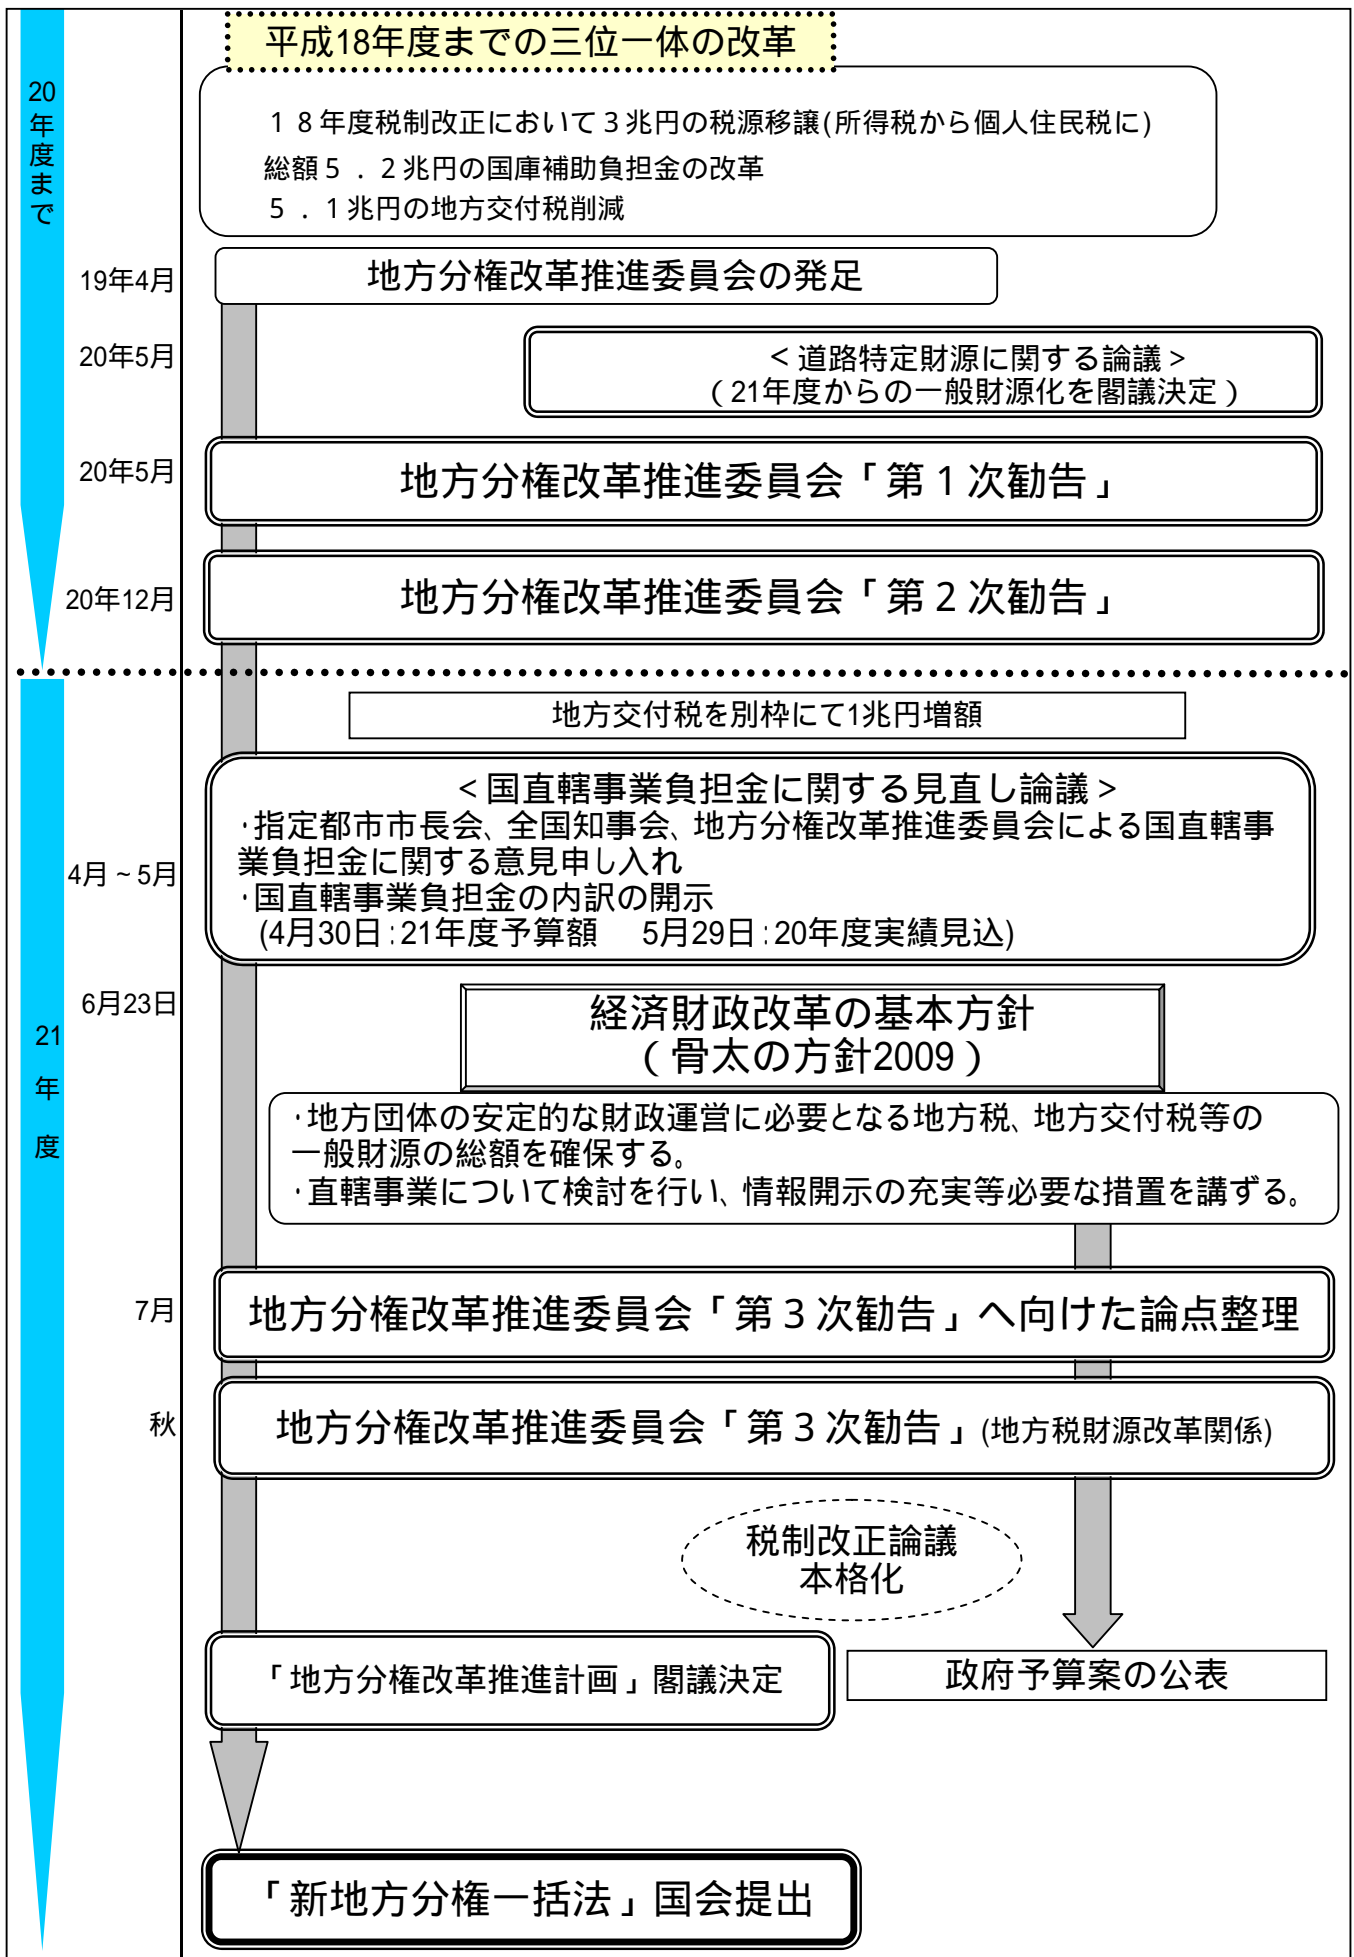 平成18年度までの三位一体の改革
20年度まで
１８年度税制改正において３兆円の税源移譲(所得税から個人住民税に)
総額５．２兆円の国庫補助負担金の改革
５．１兆円の地方交付税削減
19年4月
地方分権改革推進委員会の発足
20年5月
＜道路特定財源に関する論議＞
（21年度からの一般財源化を閣議決定）
20年5月
地方分権改革推進委員会「第１次勧告」
20年12月
地方分権改革推進委員会「第２次勧告」
地方交付税を別枠にて1兆円増額
21年度
4月～5月
＜国直轄事業負担金に関する見直し論議＞
・指定都市市長会、全国知事会、地方分権改革推進委員会による国直轄事
業負担金に関する意見申し入れ
・国直轄事業負担金の内訳の開示
(4月30日：21年度予算額　5月29日：20年度実績見込)
6月23日
経済財政改革の基本方針
（骨太の方針2009）
・地方団体の安定的な財政運営に必要となる地方税、地方交付税等の
一般財源の総額を確保する。
・直轄事業について検討を行い、情報開示の充実等必要な措置を講ずる。
7月
地方分権改革推進委員会「第３次勧告」へ向けた論点整理
秋
地方分権改革推進委員会「第３次勧告」(地方税財源改革関係)
税制改正論議
本格化
「地方分権改革推進計画」閣議決定
政府予算案の公表
「新地方分権一括法」国会提出